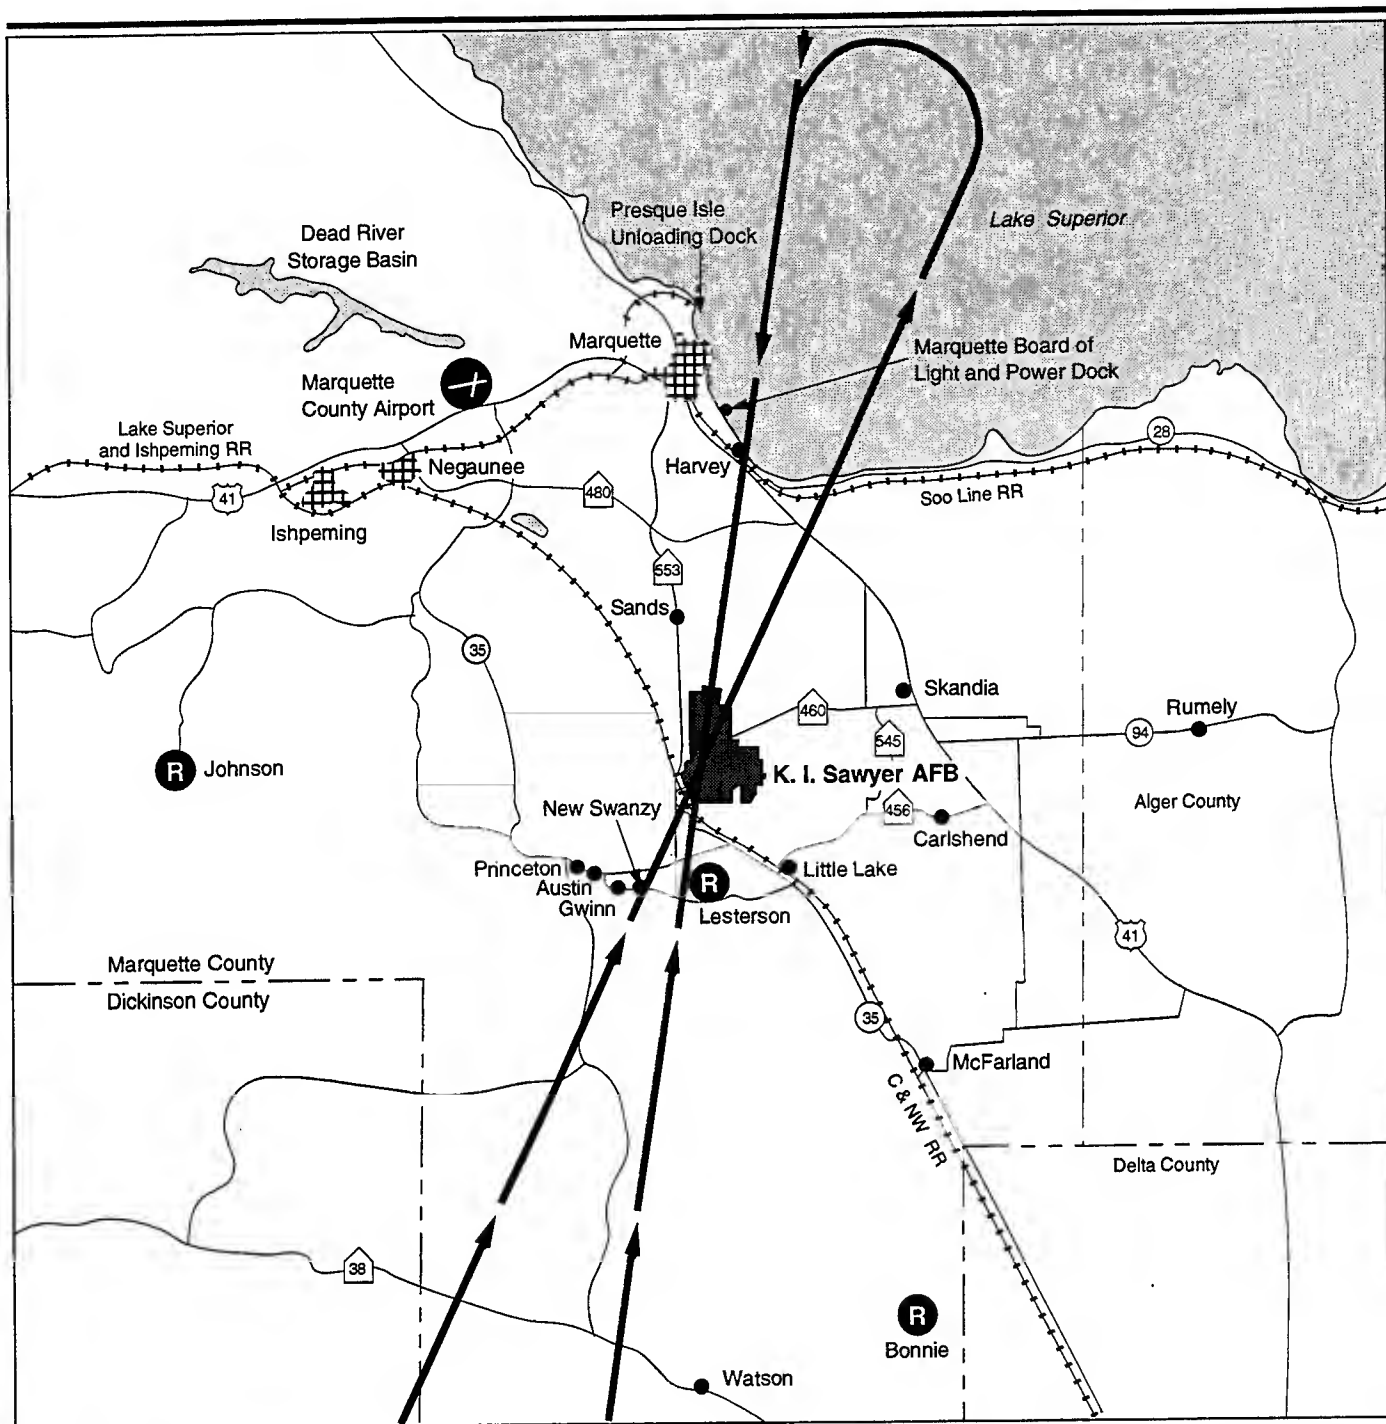 Presque Isle
Unloading Dock
Lake Superior
Dead River
Storage Basin
Marquette
Marquette Board of
Light and Power Dock
Marquette
County Airport
Lake Superior
and Ishpeming RR
28
Negaunee
Harvey
41
480
Soo Line RR
Ishpeming
553
Sands
35
Skandia
460
Rumely
545
94
R
Johnson
K. I. Sawyer AFB
New Swanzy
456
Alger County
Carlshend
Princeton
Austin
Gwinn
R
Little Lake
Lesterson
41
Marquette County
Dickinson County
35
McFarland
C & NW RR
Delta County
38
R
Bonnie
Watson